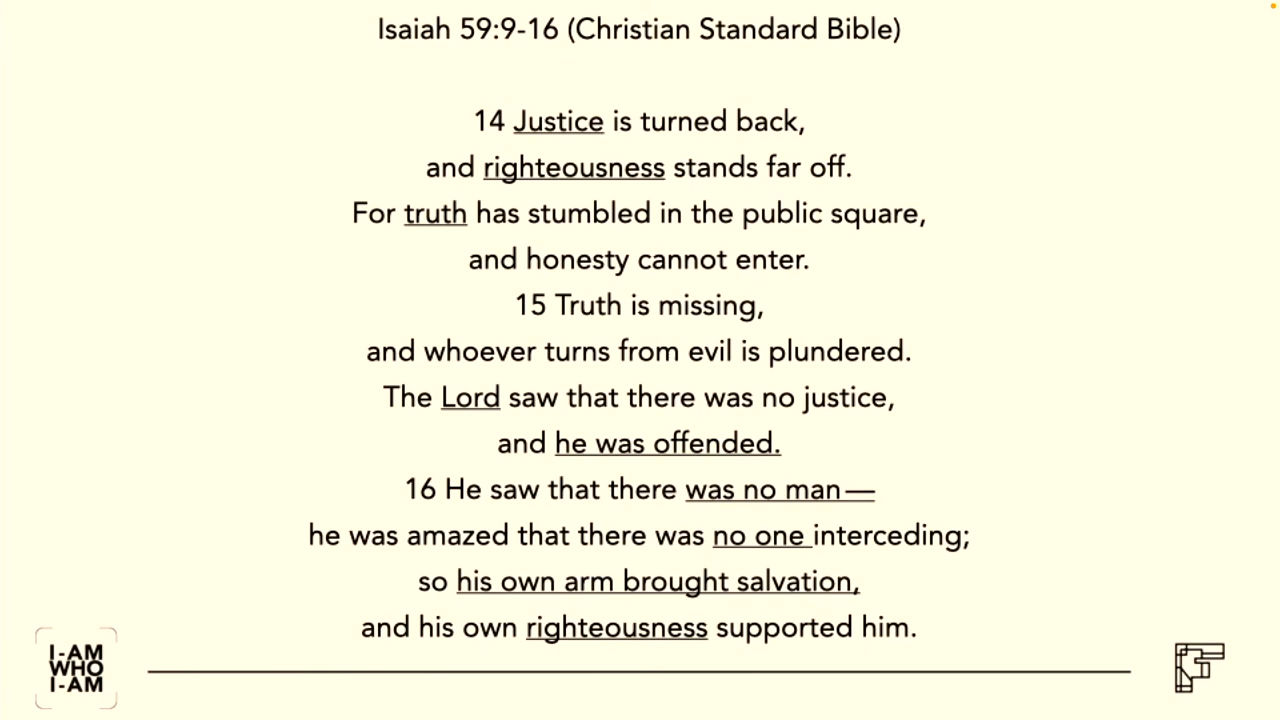 Isaiah 59:9-16 (Christian Standard Bible)
14 Justice is turned back,
and righteousness stands far off.
For truth has stumbled in the public square,
and honesty cannot enter.
15 Truth is missing,
and whoever turns from evil is plundered.
The Lord saw that there was no justice,
and he was offended.
16 He saw that there was no man—
he was amazed that there was no one interceding;
so his own arm brought salvation,
and his own righteousness supported him.
I-AM
WHO
I-AM